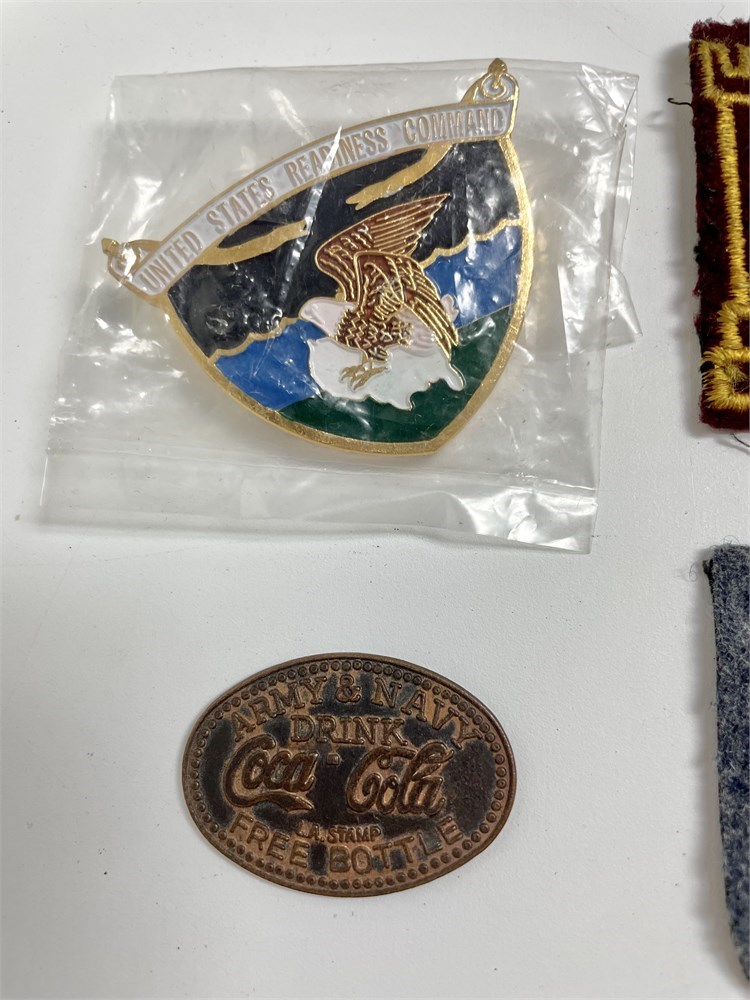 UNITED STATES READINESS COMMAND
ARMY & NAVY
DRINK
Coca-Cola
L.A. STAMP
FREE BOTTLE